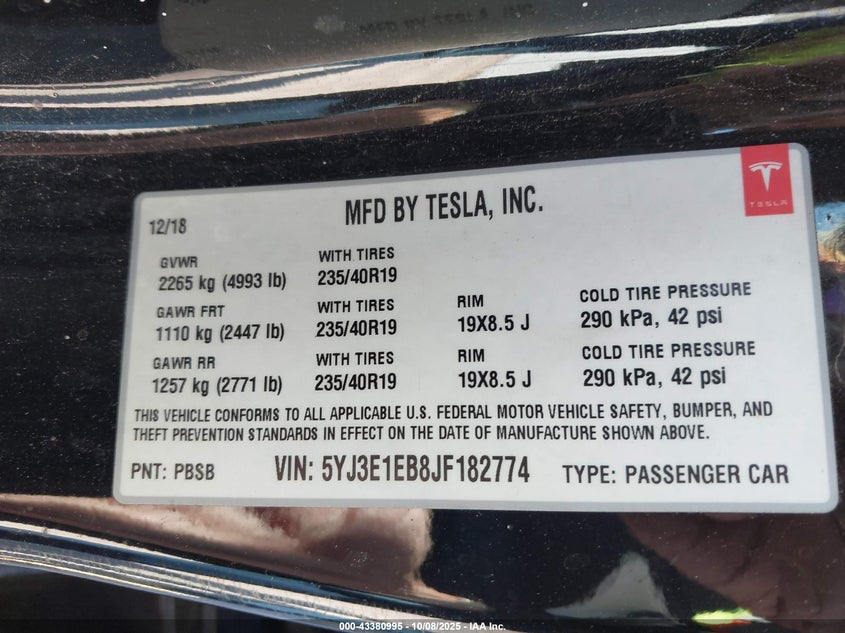 MFD BY TESLA, INC.
12/18
TESLA
GVWR
2265 kg (4993 lb)
WITH TIRES
235/40R19
GAWR FRT
1110 kg (2447 lb)
WITH TIRES
235/40R19
RIM
19X8.5 J
COLD TIRE PRESSURE
290 kPa, 42 psi
GAWR RR
1257 kg (2771 lb)
WITH TIRES
235/40R19
RIM
19X8.5 J
COLD TIRE PRESSURE
290 kPa, 42 psi
THIS VEHICLE CONFORMS TO ALL APPLICABLE U.S. FEDERAL MOTOR VEHICLE SAFETY, BUMPER, AND
THEFT PREVENTION STANDARDS IN EFFECT ON THE DATE OF MANUFACTURE SHOWN ABOVE.
PNT: PBSB
VIN: 5YJ3E1EB8JF182774
TYPE: PASSENGER CAR
000-43380995 - 10/08/2025 - IAA Inc.